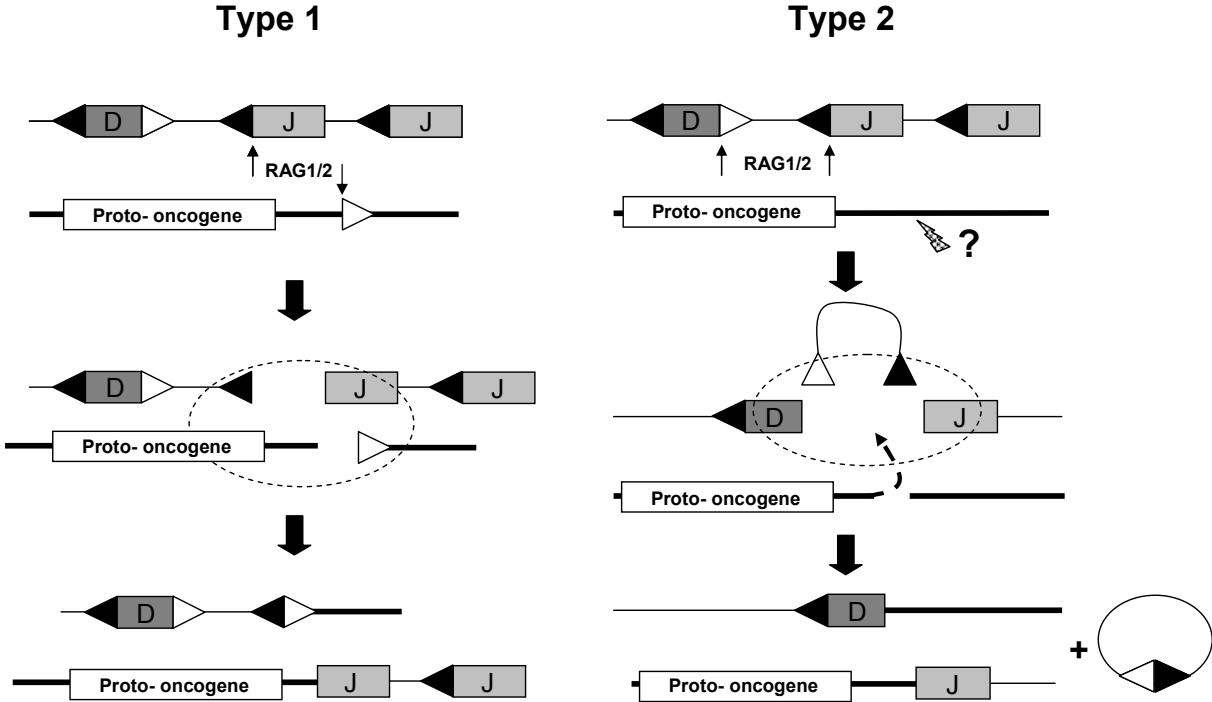 Type 1
Type 2
D J J
RAG1/2
Proto- oncogene
D J J
RAG1/2
Proto- oncogene
?
D J J
Proto- oncogene
D J
Proto- oncogene
D
Proto- oncogene J J
D
+
Proto- oncogene J